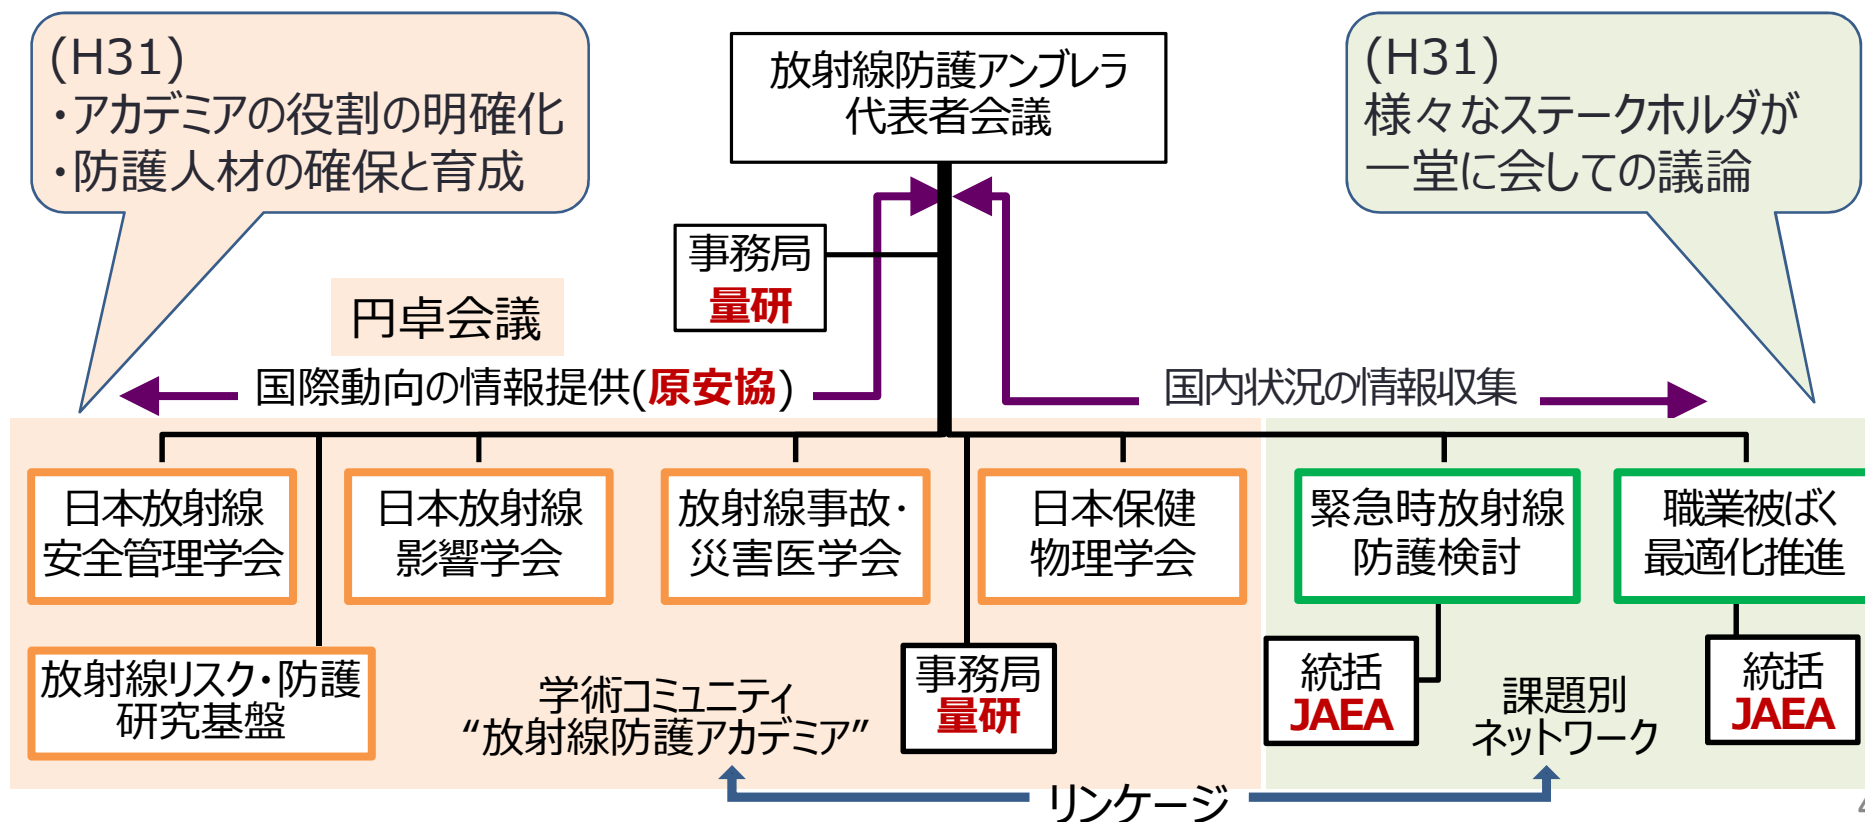 (H31)
・アカデミアの役割の明確化
・防護人材の確保と育成
放射線防護アンブレラ
代表者会議
(H31)
様々なステークホルダが
一堂に会しての議論
事務局
量研
円卓会議
国際動向の情報提供(原安協)
国内状況の情報収集
日本放射線
安全管理学会
日本放射線
影響学会
放射線事故・
災害医学会
日本保健
物理学会
緊急時放射線
防護検討
職業被ばく
最適化推進
放射線リスク・防護
研究基盤
学術コミュニティ
“放射線防護アカデミア”
事務局
量研
統括
JAEA
課題別
ネットワーク
統括
JAEA
リンケージ